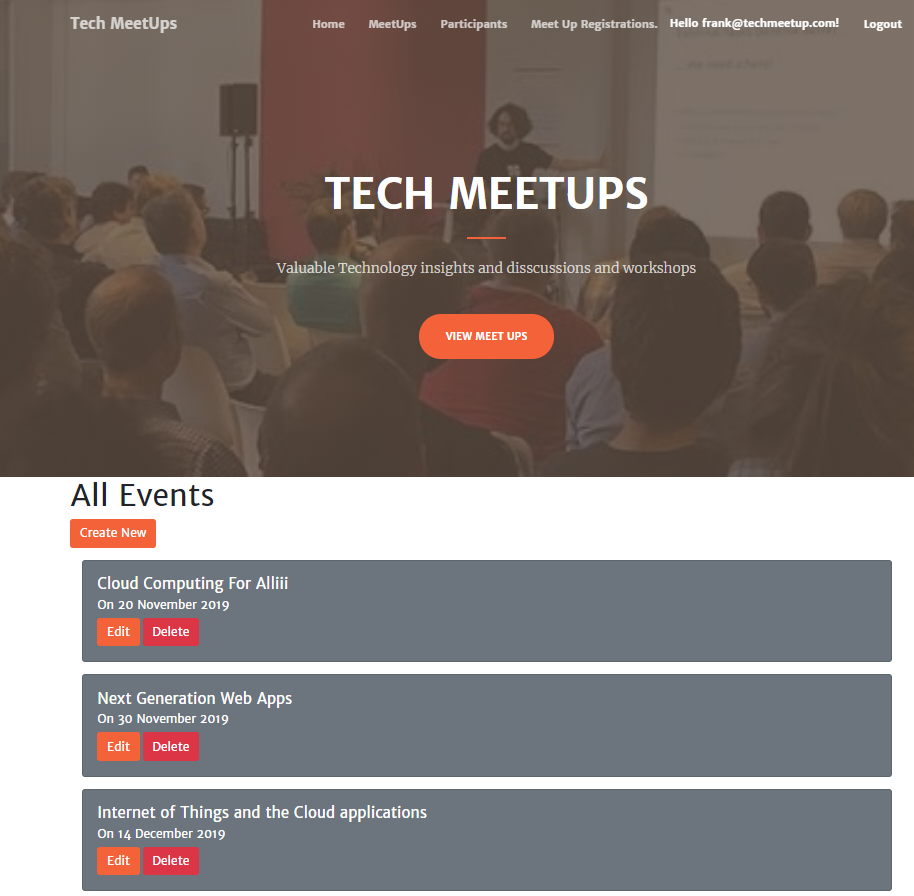 Tech MeetUps
Home MeetUps Participants Meet Up Registrations. Hello frank@techmeetup.com! Logout
TECH MEETUPS
Valuable Technology insights and disscussions and workshops
VIEW MEET UPS
All Events
Create New
Cloud Computing For Alliii
On 20 November 2019
Edit Delete
Next Generation Web Apps
On 30 November 2019
Edit Delete
Internet of Things and the Cloud applications
On 14 December 2019
Edit Delete